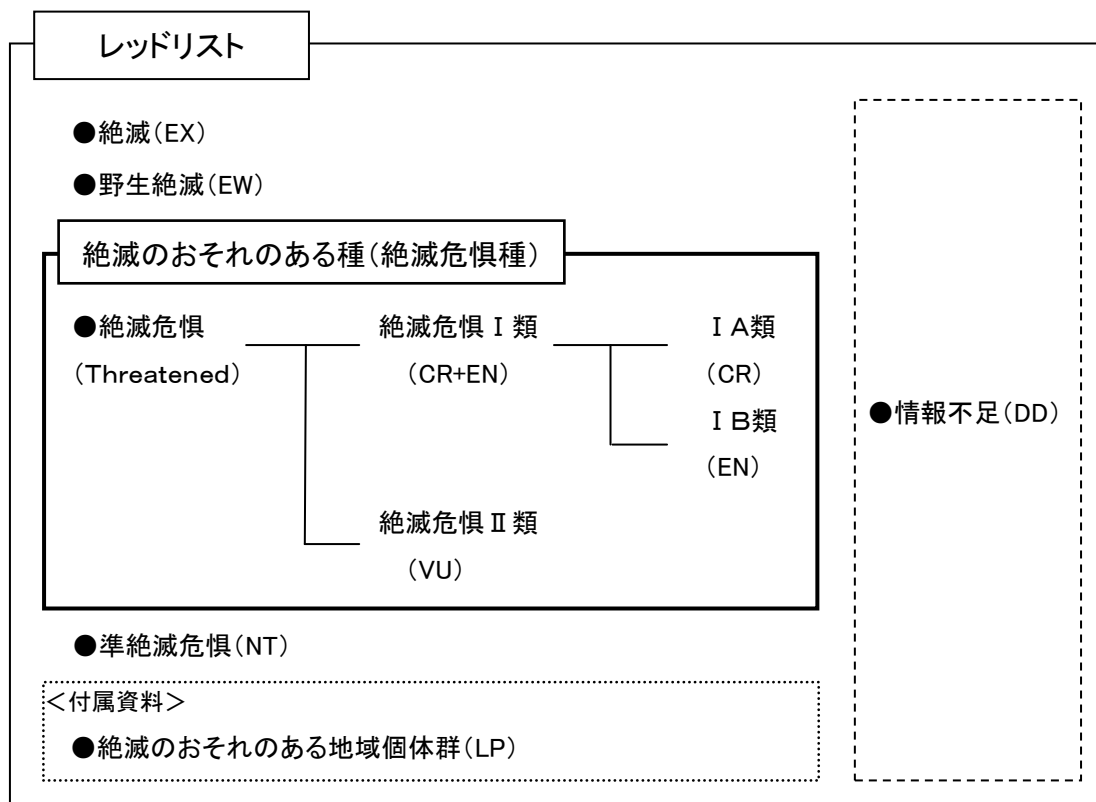 レッドリスト
●絶滅(EX)
●野生絶滅(EW)
絶滅のおそれのある種(絶滅危惧種)
●絶滅危惧 絶滅危惧Ⅰ類 ⅠA類
(Threatened) (CR+EN) (CR)
ⅠB類
●情報不足(DD)
(EN)
絶滅危惧Ⅱ類
(VU)
●準絶滅危惧(NT)
<付属資料>
●絶滅のおそれのある地域個体群(LP)